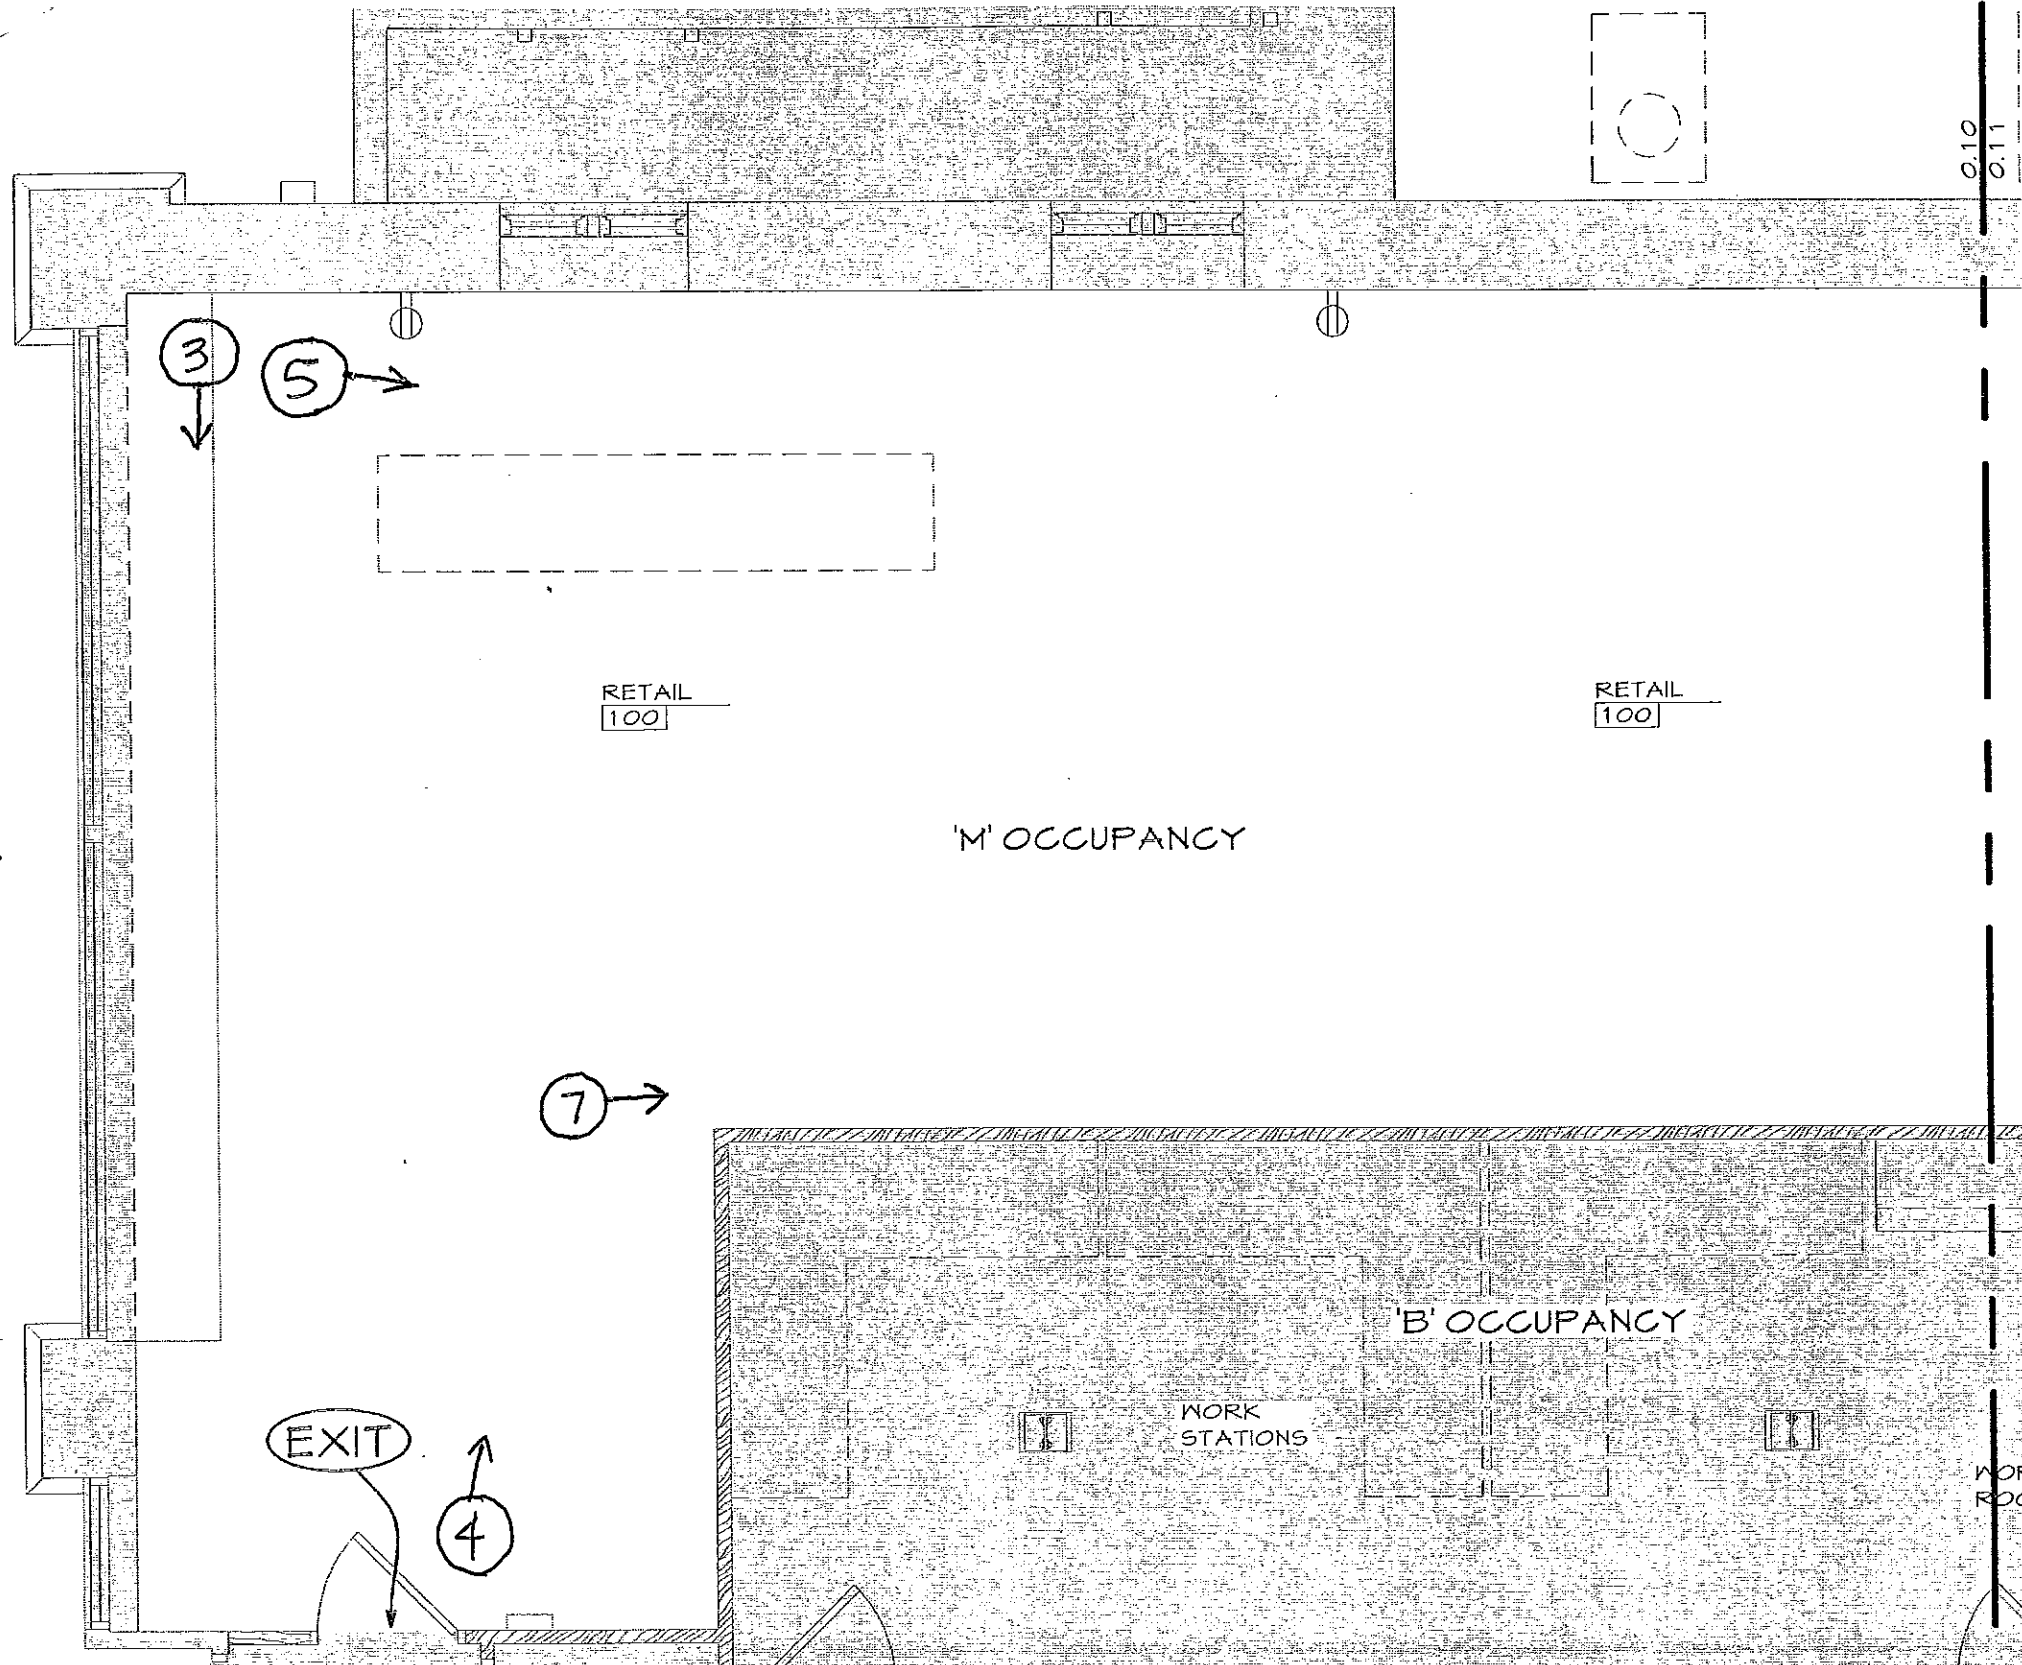 0.10
0.11
3
5
RETAIL
100
RETAIL
100
'M' OCCUPANCY
7
'B' OCCUPANCY
WORK
STATIONS
EXIT
4